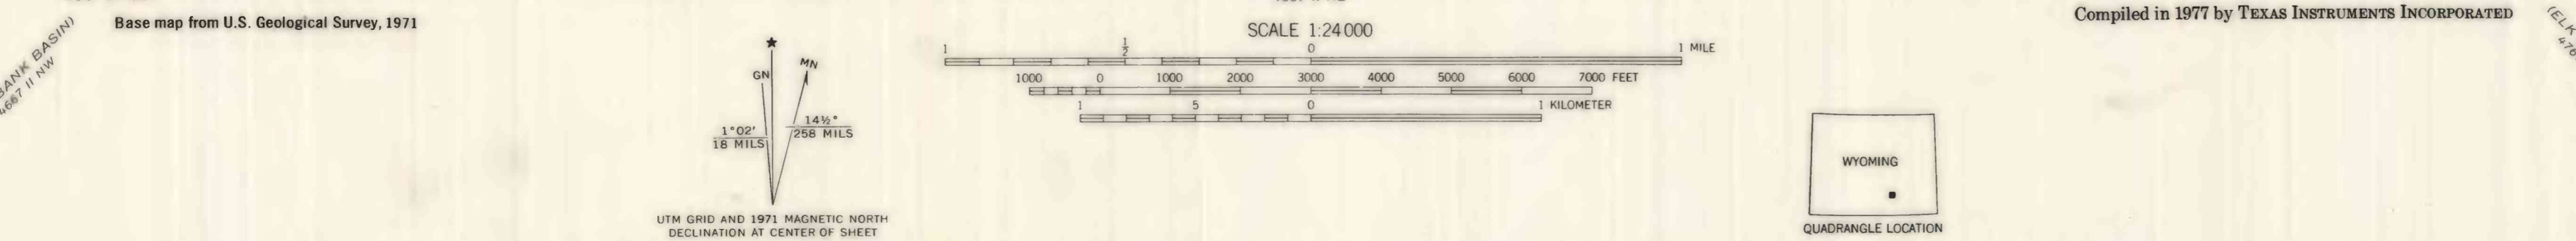 Base map from U.S. Geological Survey, 1971
BANK BASIN)
4667 II NW
★
GN
MN
1°02'
18 MILS
14½°
258 MILS
UTM GRID AND 1971 MAGNETIC NORTH
DECLINATION AT CENTER OF SHEET
SCALE 1:24 000
1 ½ 0 1 MILE
1000 0 1000 2000 3000 4000 5000 6000 7000 FEET
1 5 0 1 KILOMETER
WYOMING
QUADRANGLE LOCATION
Compiled in 1977 by TEXAS INSTRUMENTS INCORPORATED
(ELK